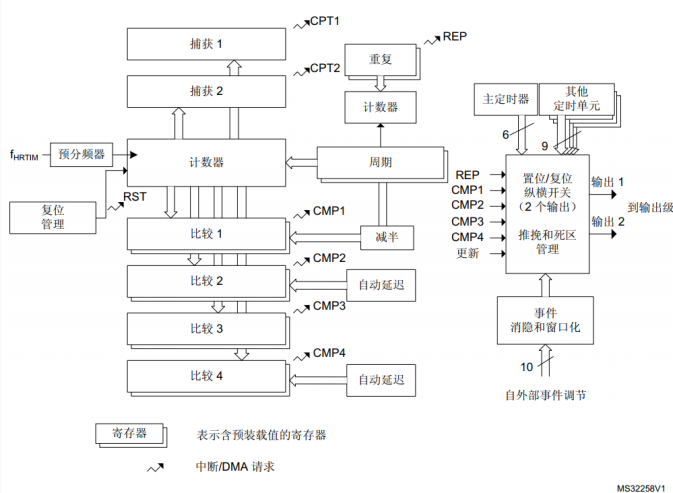 捕获 1
CPT1
捕获 2
CPT2
重复
REP
计数器
fHRTIM
预分频器
计数器
周期
复位
管理
RST
比较 1
CMP1
减半
比较 2
CMP2
自动延迟
比较 3
CMP3
比较 4
CMP4
自动延迟
主定时器
其他
定时单元
6
9
REP
CMP1
CMP2
CMP3
CMP4
更新
置位/复位
纵横开关
（2 个输出）
推挽和死区
管理
输出 1
输出 2
到输出级
事件
消隐和窗口化
10
自外部事件调节
寄存器
表示含预装载值的寄存器
中断/DMA 请求
MS32258V1